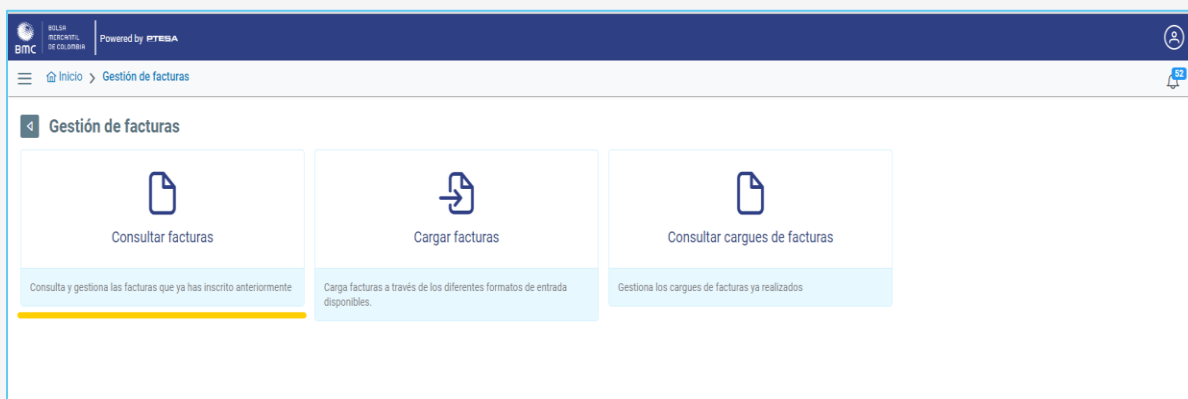 BMC
BOLSA
MERCANTIL
DE COLOMBIA
Powered by PTESA
Inicio > Gestión de facturas
52
Gestión de facturas
Consultar facturas
Consulta y gestiona las facturas que ya has inscrito anteriormente
Cargar facturas
Carga facturas a través de los diferentes formatos de entrada
disponibles.
Consultar cargues de facturas
Gestiona los cargues de facturas ya realizados